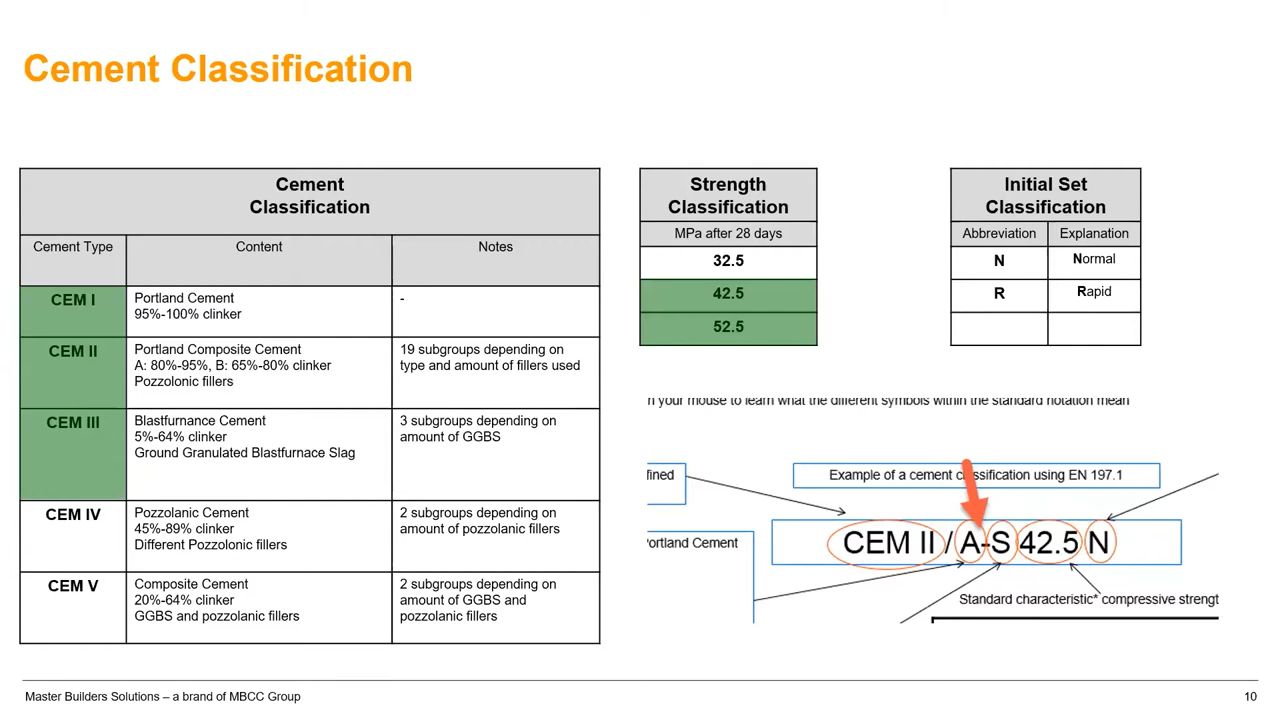 Cement Classification
Cement
Classification
Cement Type Content Notes
CEM I
Portland Cement
95%-100% clinker
-
CEM II
Portland Composite Cement
A: 80%-95%, B: 65%-80% clinker
Pozzolonic fillers
19 subgroups depending on
type and amount of fillers used
CEM III
Blastfurnance Cement
5%-64% clinker
Ground Granulated Blastfurnace Slag
3 subgroups depending on
amount of GGBS
CEM IV
Pozzolanic Cement
45%-89% clinker
Different Pozzolonic fillers
2 subgroups depending on
amount of pozzolanic fillers
CEM V
Composite Cement
20%-64% clinker
GGBS and pozzolanic fillers
2 subgroups depending on
amount of GGBS and
pozzolanic fillers
Strength
Classification
MPa after 28 days
32.5
42.5
52.5
Initial Set
Classification
Abbreviation Explanation
N Normal
R Rapid
your mouse to learn what the different symbols within the standard notation mean
fined
Example of a cement classification using EN 197.1
Portland Cement
CEM II / A-S 42.5 N
Standard characteristic* compressive strengt
Master Builders Solutions – a brand of MBCC Group
10